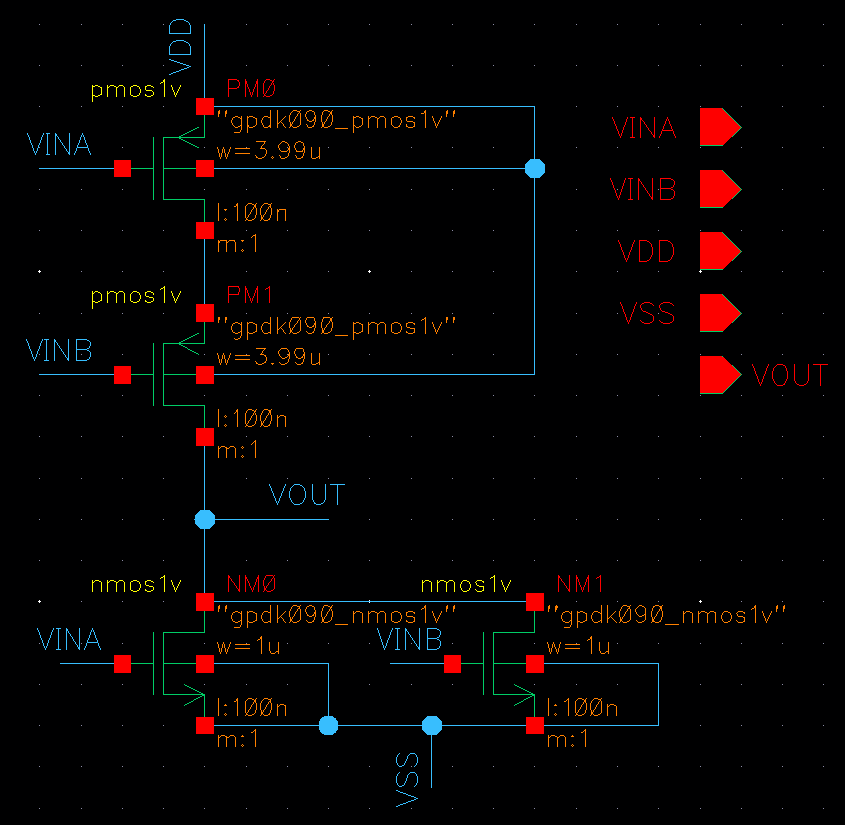 VDD
pmos1v
PM0
"gpdk090_pmos1v"
VINA
w=3.99u
l:100n
m:1
pmos1v
PM1
"gpdk090_pmos1v"
VINB
w=3.99u
l:100n
m:1
VOUT
nmos1v
NM0
"gpdk090_nmos1v"
VINA
w=1u
l:100n
m:1
nmos1v
NM1
"gpdk090_nmos1v"
VINB
w=1u
l:100n
m:1
VSS
VINA
VINB
VDD
VSS
VOUT